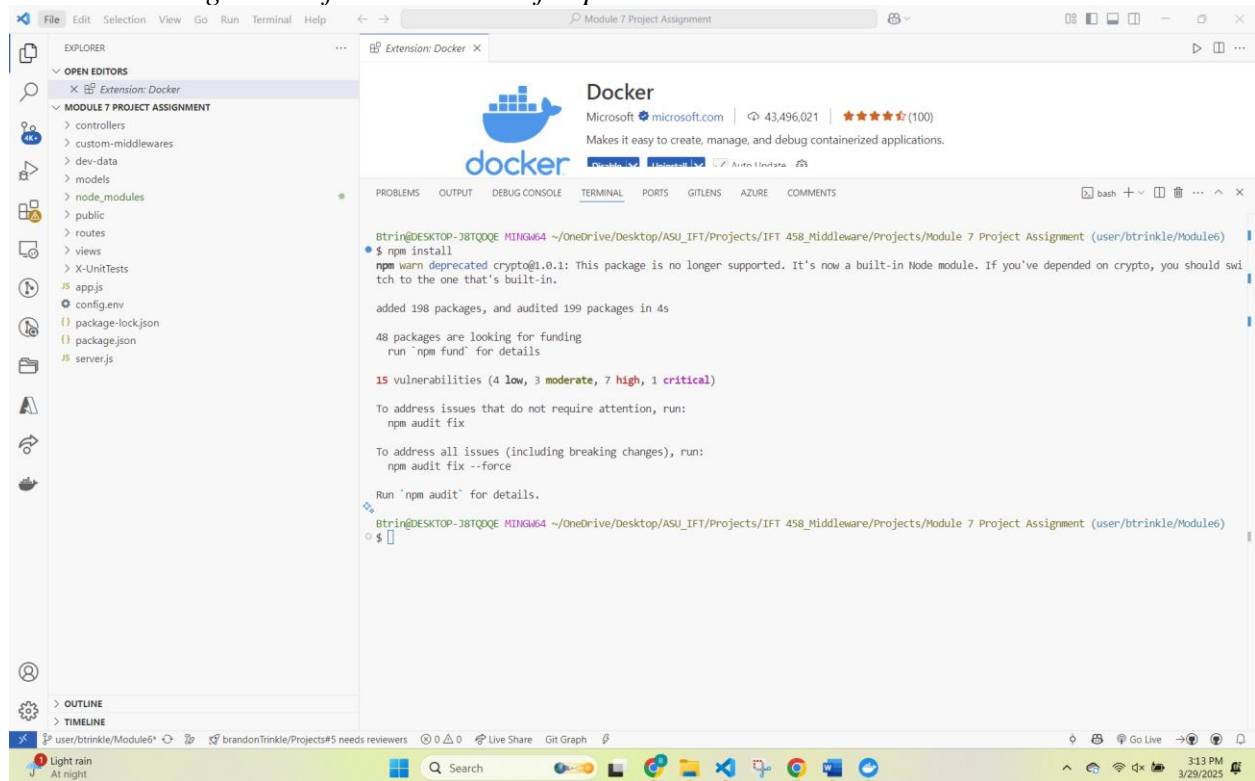 File Edit Selection View Go Run Terminal Help
Module 7 Project Assignment
EXPLORER
Extension: Docker
OPEN EDITORS
Extension: Docker
MODULE 7 PROJECT ASSIGNMENT
controllers
custom-middlewares
dev-data
models
node_modules
public
routes
views
X-UnitTests
JS app.js
config.env
{} package-lock.json
{} package.json
JS server.js
OUTLINE
TIMELINE
4K+
docker
Docker
Microsoft microsoft.com 43,496,021 (100)
Makes it easy to create, manage, and debug containerized applications.
Disable Uninstall Auto Update
PROBLEMS OUTPUT DEBUG CONSOLE TERMINAL PORTS GITLENS AZURE COMMENTS
bash
Btrin@DESKTOP-J8TQDQE MINGW64 ~/OneDrive/Desktop/ASU_IFT/Projects/IFT 458_Middleware/Projects/Module 7 Project Assignment (user/btrinkle/Module6)
$ npm install
npm warn deprecated crypto@1.0.1: This package is no longer supported. It's now a built-in Node module. If you've depended on crypto, you should swi
tch to the one that's built-in.
added 198 packages, and audited 199 packages in 4s
48 packages are looking for funding
run `npm fund` for details
15 vulnerabilities (4 low, 3 moderate, 7 high, 1 critical)
To address issues that do not require attention, run:
npm audit fix
To address all issues (including breaking changes), run:
npm audit fix --force
Run `npm audit` for details.
Btrin@DESKTOP-J8TQDQE MINGW64 ~/OneDrive/Desktop/ASU_IFT/Projects/IFT 458_Middleware/Projects/Module 7 Project Assignment (user/btrinkle/Module6)
$
user/btrinkle/Module6* brandonTrinkle/Projects#5 needs reviewers 0 0 Live Share Git Graph Go Live
1 Light rain
At night
Search
3:13 PM
3/29/2025